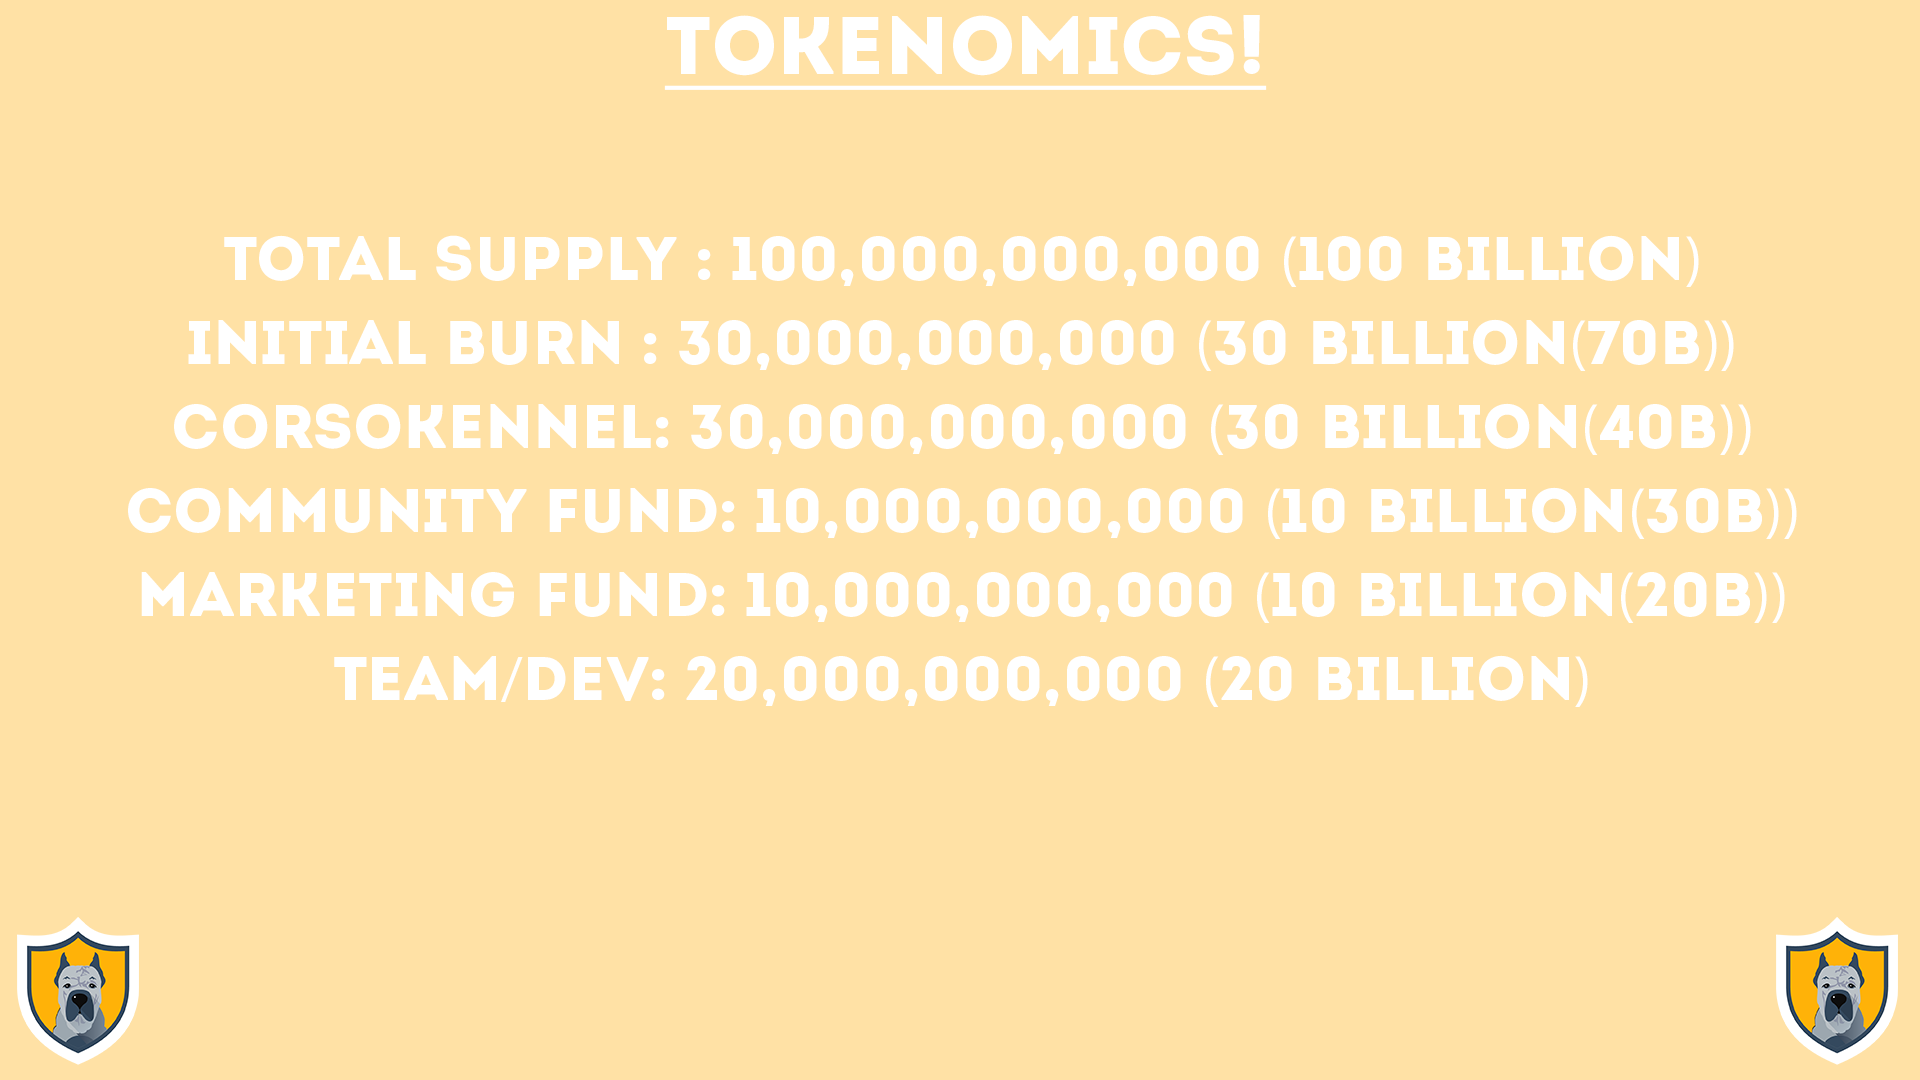 TOKENOMICS!
TOTAL SUPPLY : 100,000,000,000 (100 BILLION)
INITIAL BURN : 30,000,000,000 (30 BILLION(70B))
CORSOKENNEL: 30,000,000,000 (30 BILLION(40B))
COMMUNITY FUND: 10,000,000,000 (10 BILLION(30B))
MARKETING FUND: 10,000,000,000 (10 BILLION(20B))
TEAM/DEV: 20,000,000,000 (20 BILLION)